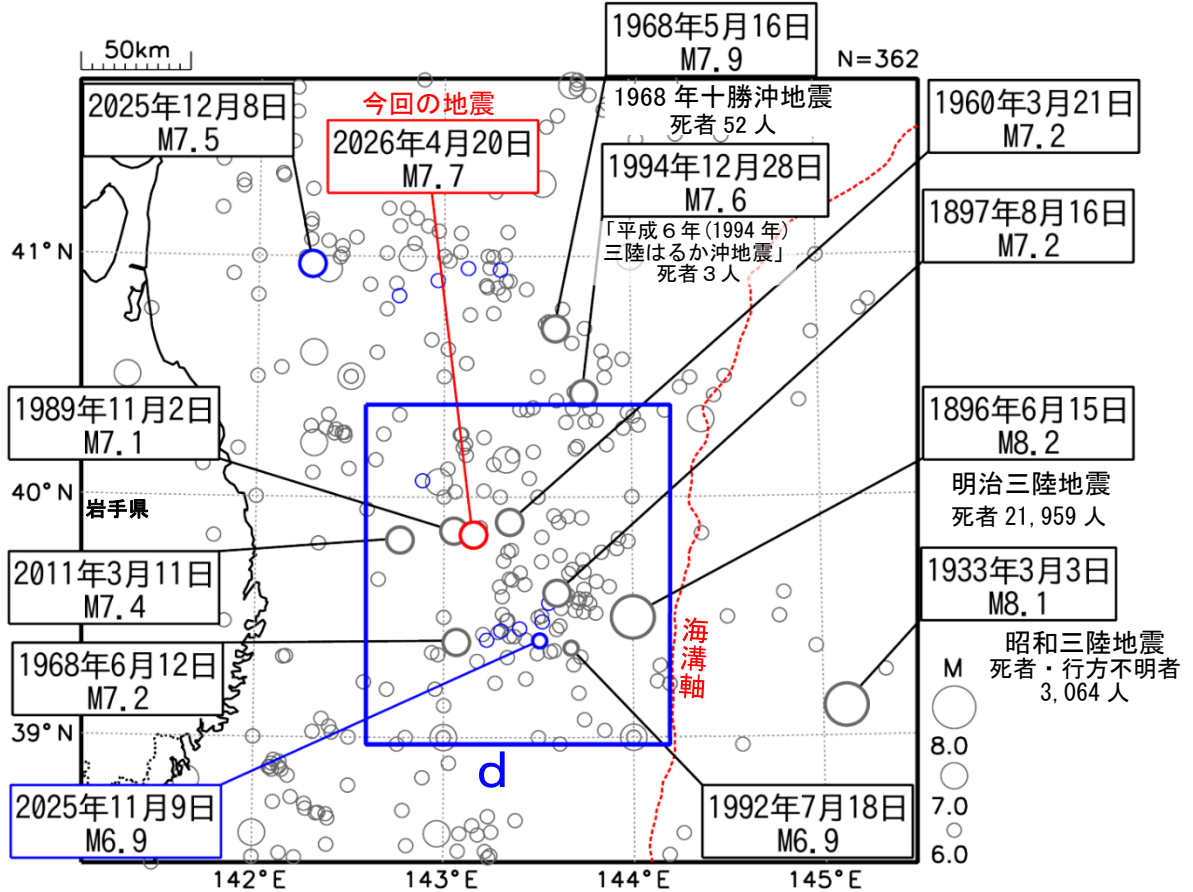 50km
1968年5月16日
M7.9
N=362
2025年12月8日
M7.5
今回の地震
2026年4月20日
M7.7
1968 年十勝沖地震
死者 52 人
1960年3月21日
M7.2
1994年12月28日
M7.6
「平成６年(1994 年)
三陸はるか沖地震」
死者３人
1897年8月16日
M7.2
41°N
1989年11月2日
M7.1
1896年6月15日
M8.2
明治三陸地震
死者 21,959 人
40°N
岩手県
2011年3月11日
M7.4
1933年3月3日
M8.1
昭和三陸地震
死者・行方不明者
3,064 人
海溝軸
1968年6月12日
M7.2
M
8.0
7.0
6.0
39°N
d
2025年11月9日
M6.9
1992年7月18日
M6.9
142°E
143°E
144°E
145°E